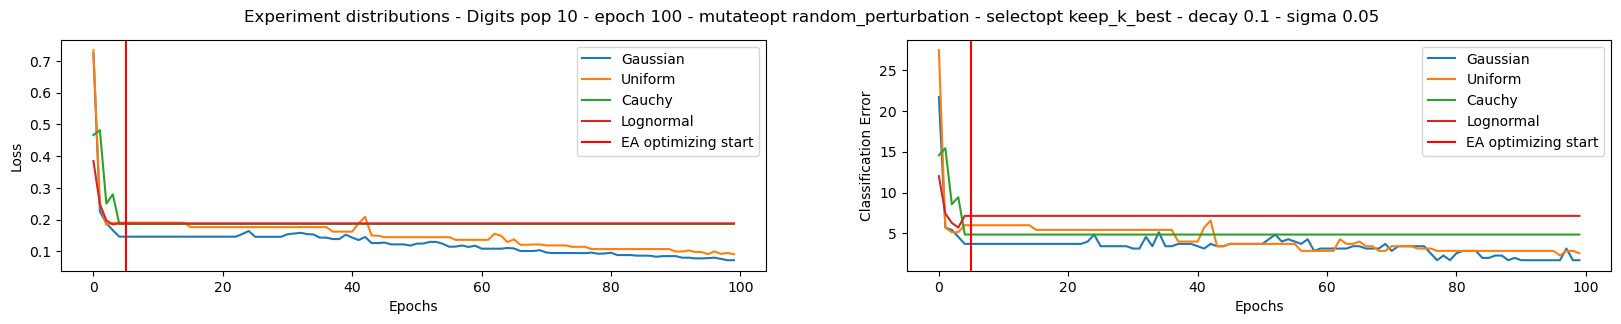 Experiment distributions - Digits pop 10 - epoch 100 - mutateopt random_perturbation - selectopt keep_k_best - decay 0.1 - sigma 0.05
Loss
0.7
0.6
0.5
0.4
0.3
0.2
0.1
0
20
40
60
80
100
Epochs
Gaussian
Uniform
Cauchy
Lognormal
EA optimizing start
Classification Error
25
20
15
10
5
0
20
40
60
80
100
Epochs
Gaussian
Uniform
Cauchy
Lognormal
EA optimizing start